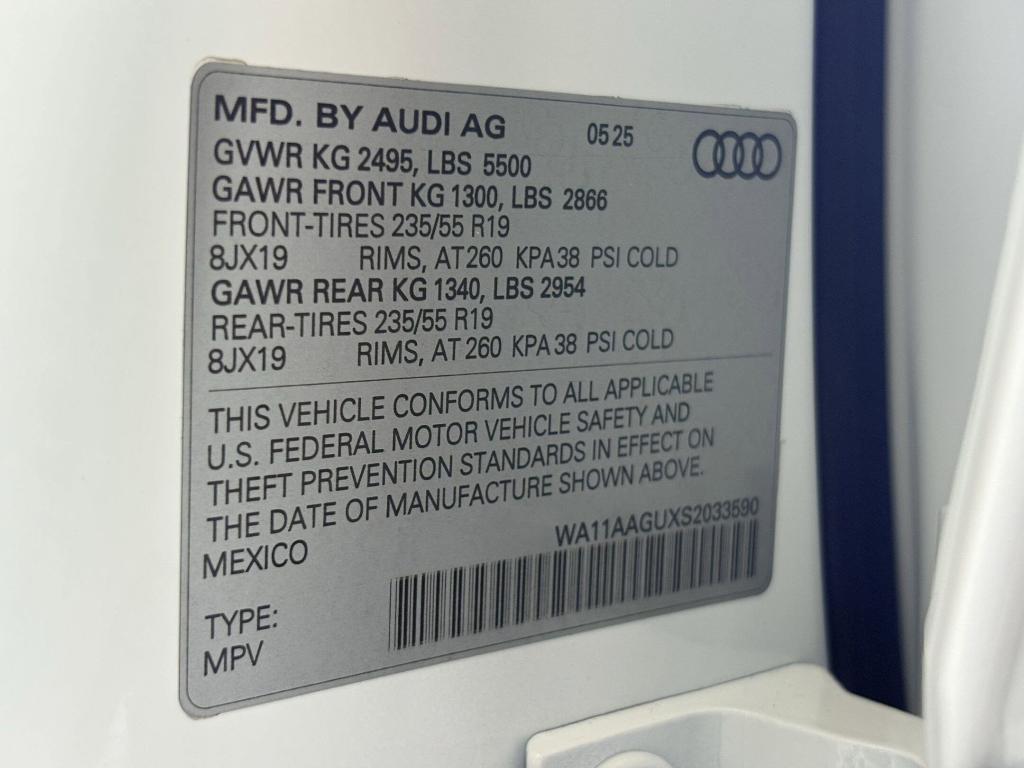 MFD. BY AUDI AG 05 25
GVWR KG 2495, LBS 5500
GAWR FRONT KG 1300, LBS 2866
FRONT-TIRES 235/55 R19
8JX19 RIMS, AT 260 KPA 38 PSI COLD
GAWR REAR KG 1340, LBS 2954
REAR-TIRES 235/55 R19
8JX19 RIMS, AT 260 KPA 38 PSI COLD
THIS VEHICLE CONFORMS TO ALL APPLICABLE
U.S. FEDERAL MOTOR VEHICLE SAFETY AND
THEFT PREVENTION STANDARDS IN EFFECT ON
THE DATE OF MANUFACTURE SHOWN ABOVE.
MEXICO WA11AAGUXS2033590
TYPE:
MPV